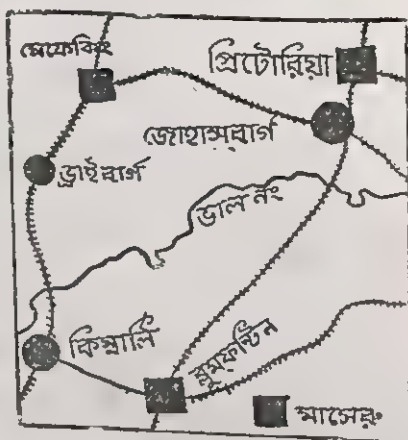 মেফেকিং
প্রিটোরিয়া
জোহান্সবার্গ
ভ্রাইবার্গ
ভাল নং
কিম্বার্লি
ব্লুমফন্টিন
মাসেরু